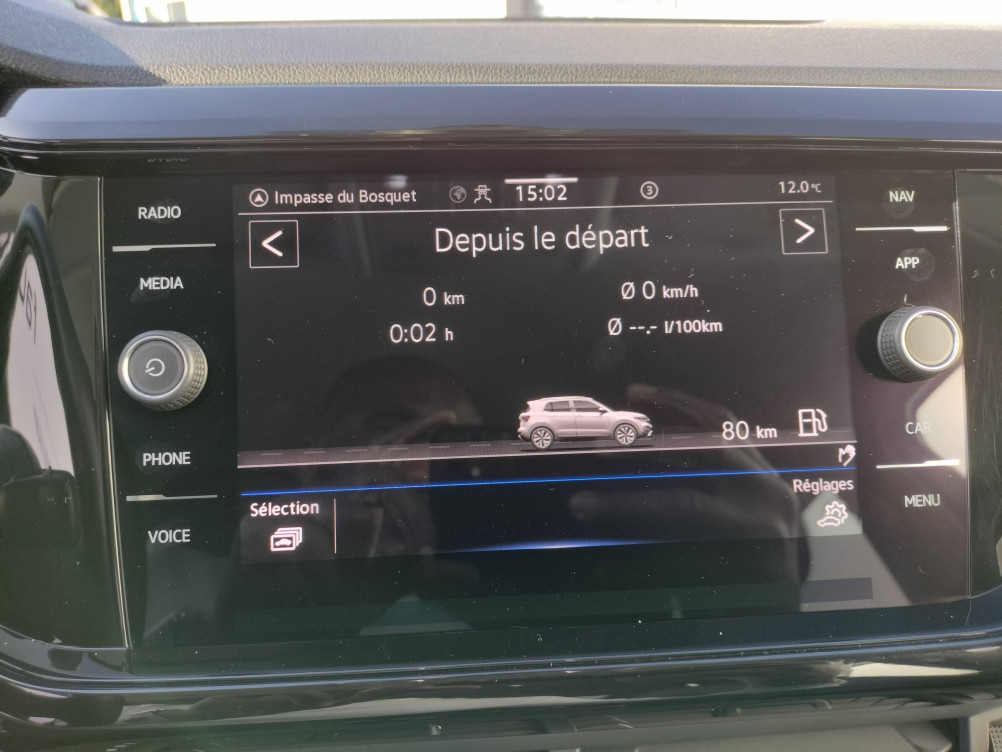 RADIO
MEDIA
PHONE
VOICE
Impasse du Bosquet
15:02
3
12.0°C
<
Depuis le départ
>
0 km
Ø 0 km/h
0:02 h
Ø --.- l/100km
80 km
Sélection
Réglages
NAV
APP
CAR
MENU